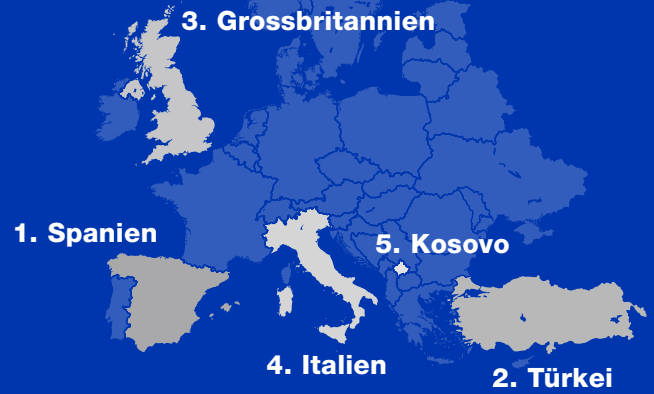 3. Grossbritannien
1. Spanien
5. Kosovo
4. Italien
2. Türkei